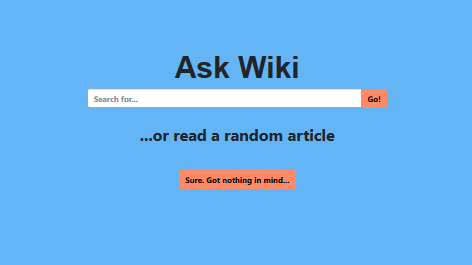 Ask Wiki
Search for...
Go!
...or read a random article
Sure. Got nothing in mind...